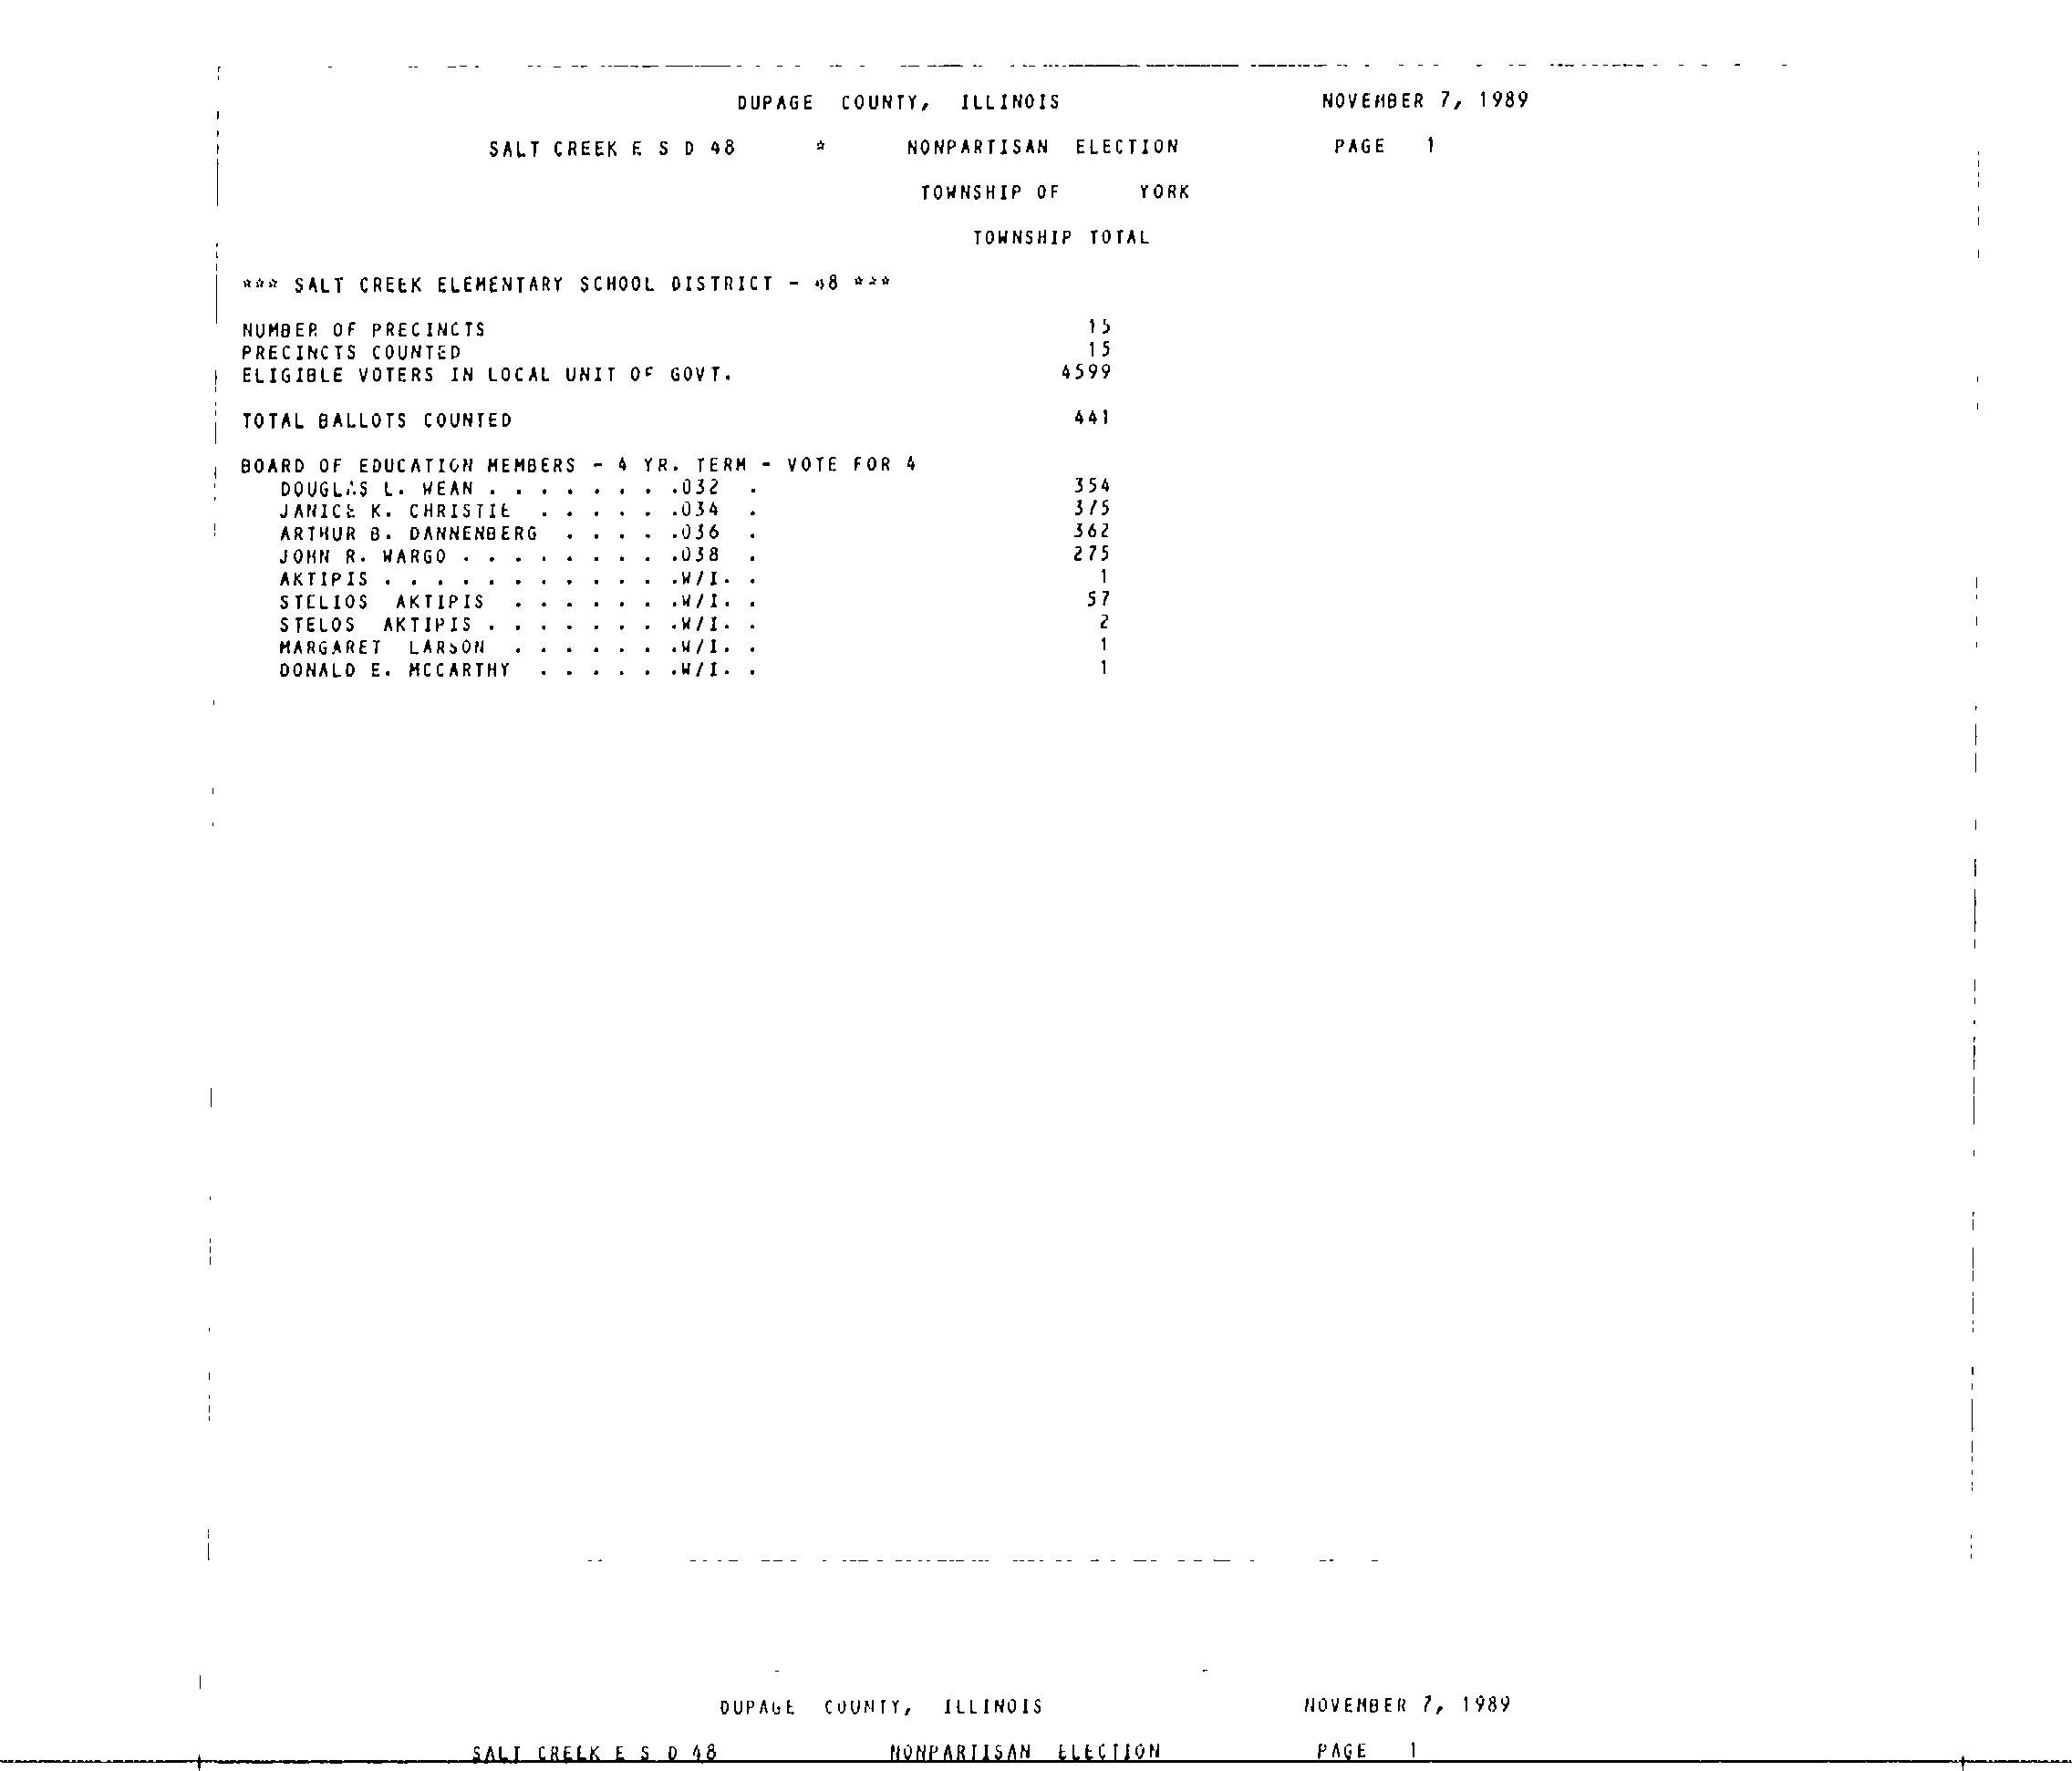 DUPAGE COUNTY, ILLINOIS NOVEMBER 7, 1989
SALT CREEK E S D 48 * NONPARTISAN ELECTION PAGE 1
TOWNSHIP OF YORK
TOWNSHIP TOTAL
*** SALT CREEK ELEMENTARY SCHOOL DISTRICT - 48 ***
NUMBER OF PRECINCTS 15
PRECINCTS COUNTED 15
ELIGIBLE VOTERS IN LOCAL UNIT OF GOVT. 4599
TOTAL BALLOTS COUNTED 441
BOARD OF EDUCATION MEMBERS - 4 YR. TERM - VOTE FOR 4
DOUGLAS L. WEAN . . . . . . . .032 . 354
JANICE K. CHRISTIE . . . . . .034 . 375
ARTHUR B. DANNENBERG . . . . .036 . 362
JOHN R. WARGO . . . . . . . . .038 . 275
AKTIPIS . . . . . . . . . . . .W/I. . 1
STELIOS AKTIPIS . . . . . . .W/I. . 57
STELOS AKTIPIS . . . . . . . .W/I. . 2
MARGARET LARSON . . . . . . .W/I. . 1
DONALD E. MCCARTHY . . . . . .W/I. . 1
DUPAGE COUNTY, ILLINOIS NOVEMBER 7, 1989
SALT CREEK E S D 48 NONPARTISAN ELECTION PAGE 1